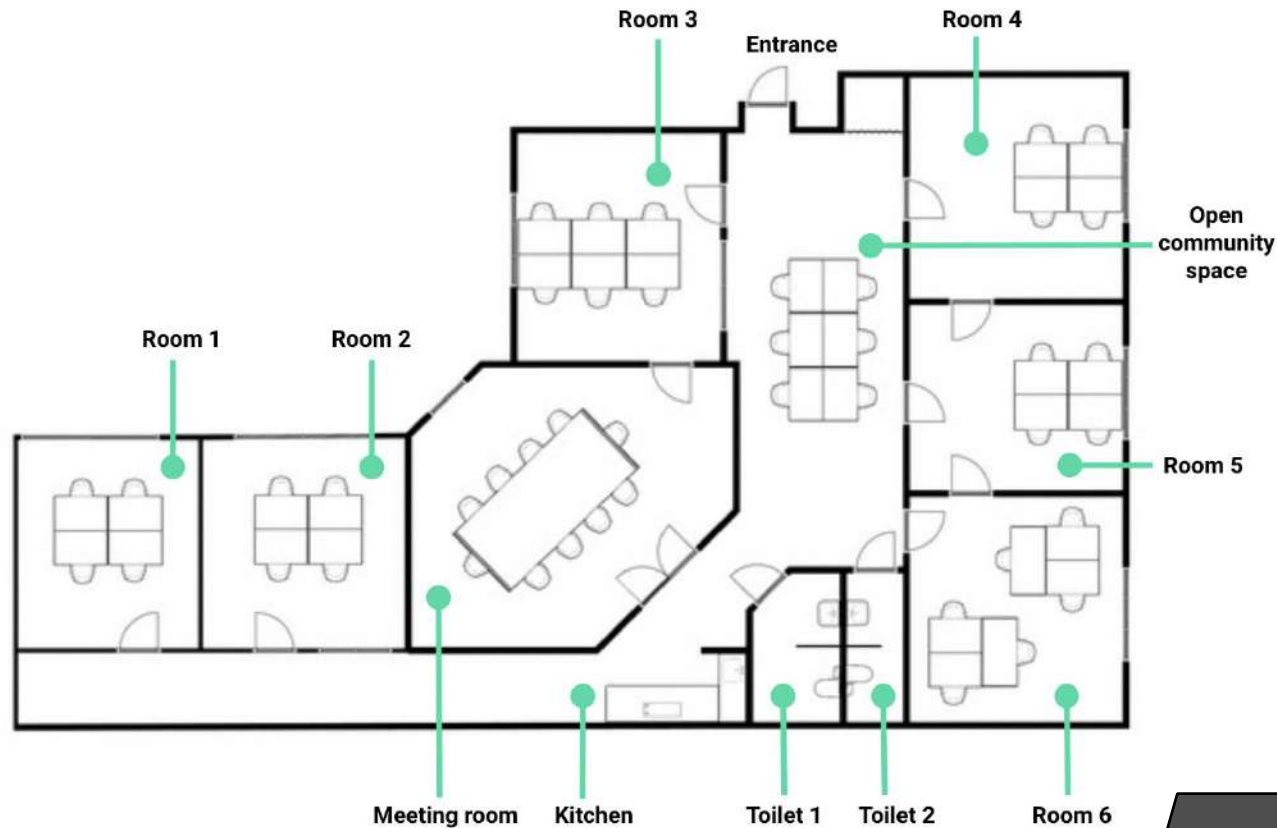 Room 3
Entrance
Room 4
Open
community
space
Room 1
Room 2
Room 5
Meeting room
Kitchen
Toilet 1
Toilet 2
Room 6